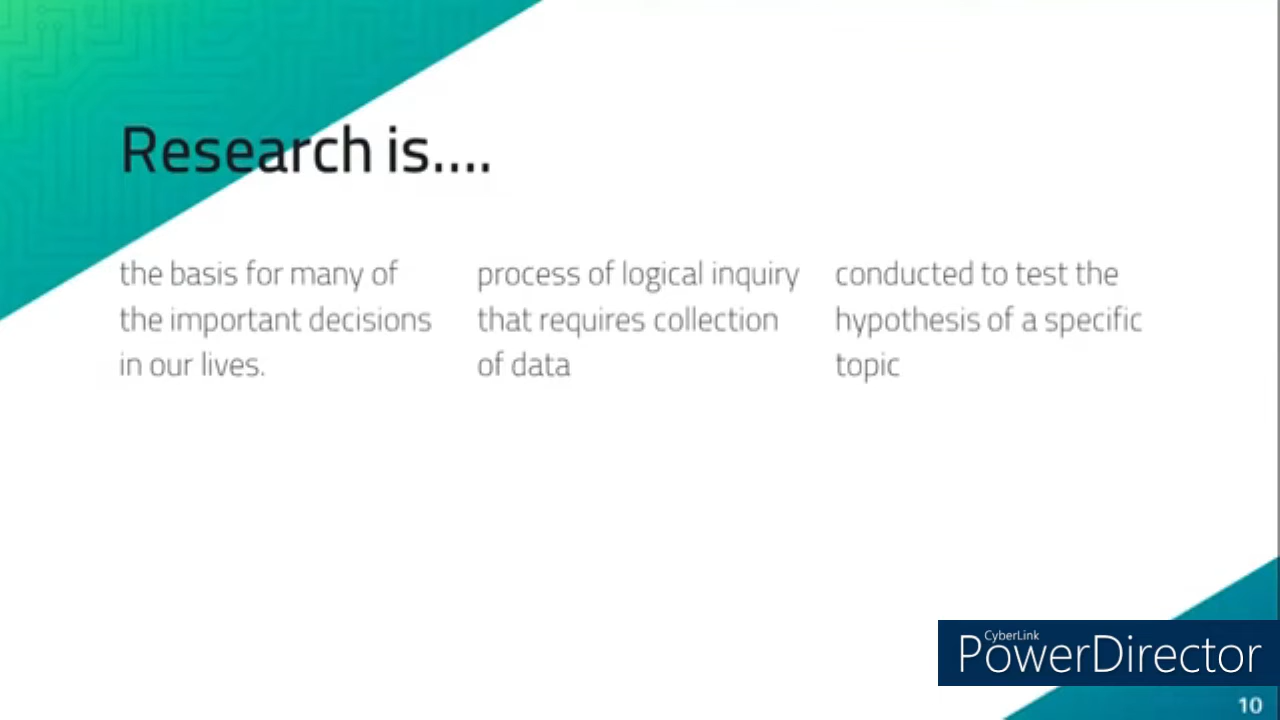 Research is....
the basis for many of
the important decisions
in our lives.
process of logical inquiry
that requires collection
of data
conducted to test the
hypothesis of a specific
topic
CyberLink
PowerDirector
10